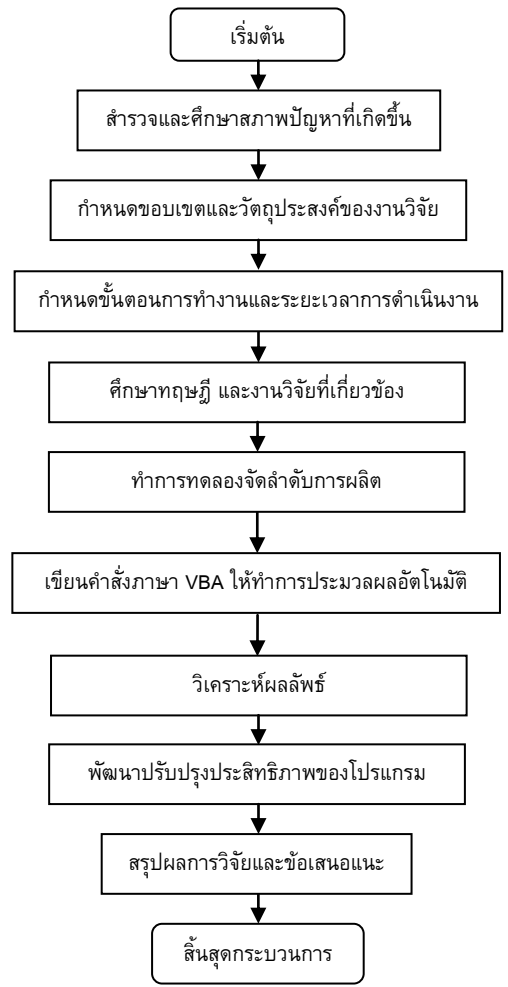 เริ่มต้น
สำรวจและศึกษาสภาพปัญหาที่เกิดขึ้น
กำหนดขอบเขตและวัตถุประสงค์ของงานวิจัย
กำหนดขั้นตอนการทำงานและระยะเวลาการดำเนินงาน
ศึกษาทฤษฎี และงานวิจัยที่เกี่ยวข้อง
ทำการทดลองจัดลำดับการผลิต
เขียนคำสั่งภาษา VBA ให้ทำการประมวลผลอัตโนมัติ
วิเคราะห์ผลลัพธ์
พัฒนาปรับปรุงประสิทธิภาพของโปรแกรม
สรุปผลการวิจัยและข้อเสนอแนะ
สิ้นสุดกระบวนการ